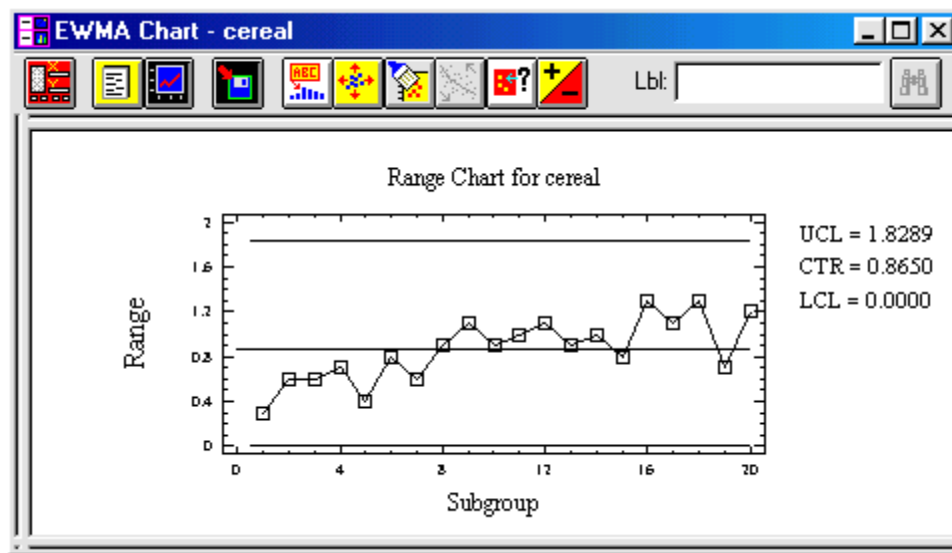 EWMA Chart - cereal
ABC
?
+
-
Lbl:
Range Chart for cereal
UCL = 1.8289
CTR = 0.8650
LCL = 0.0000
Range
2
1.6
1.2
0.8
0.4
0
0 4 8 12 16 20
Subgroup